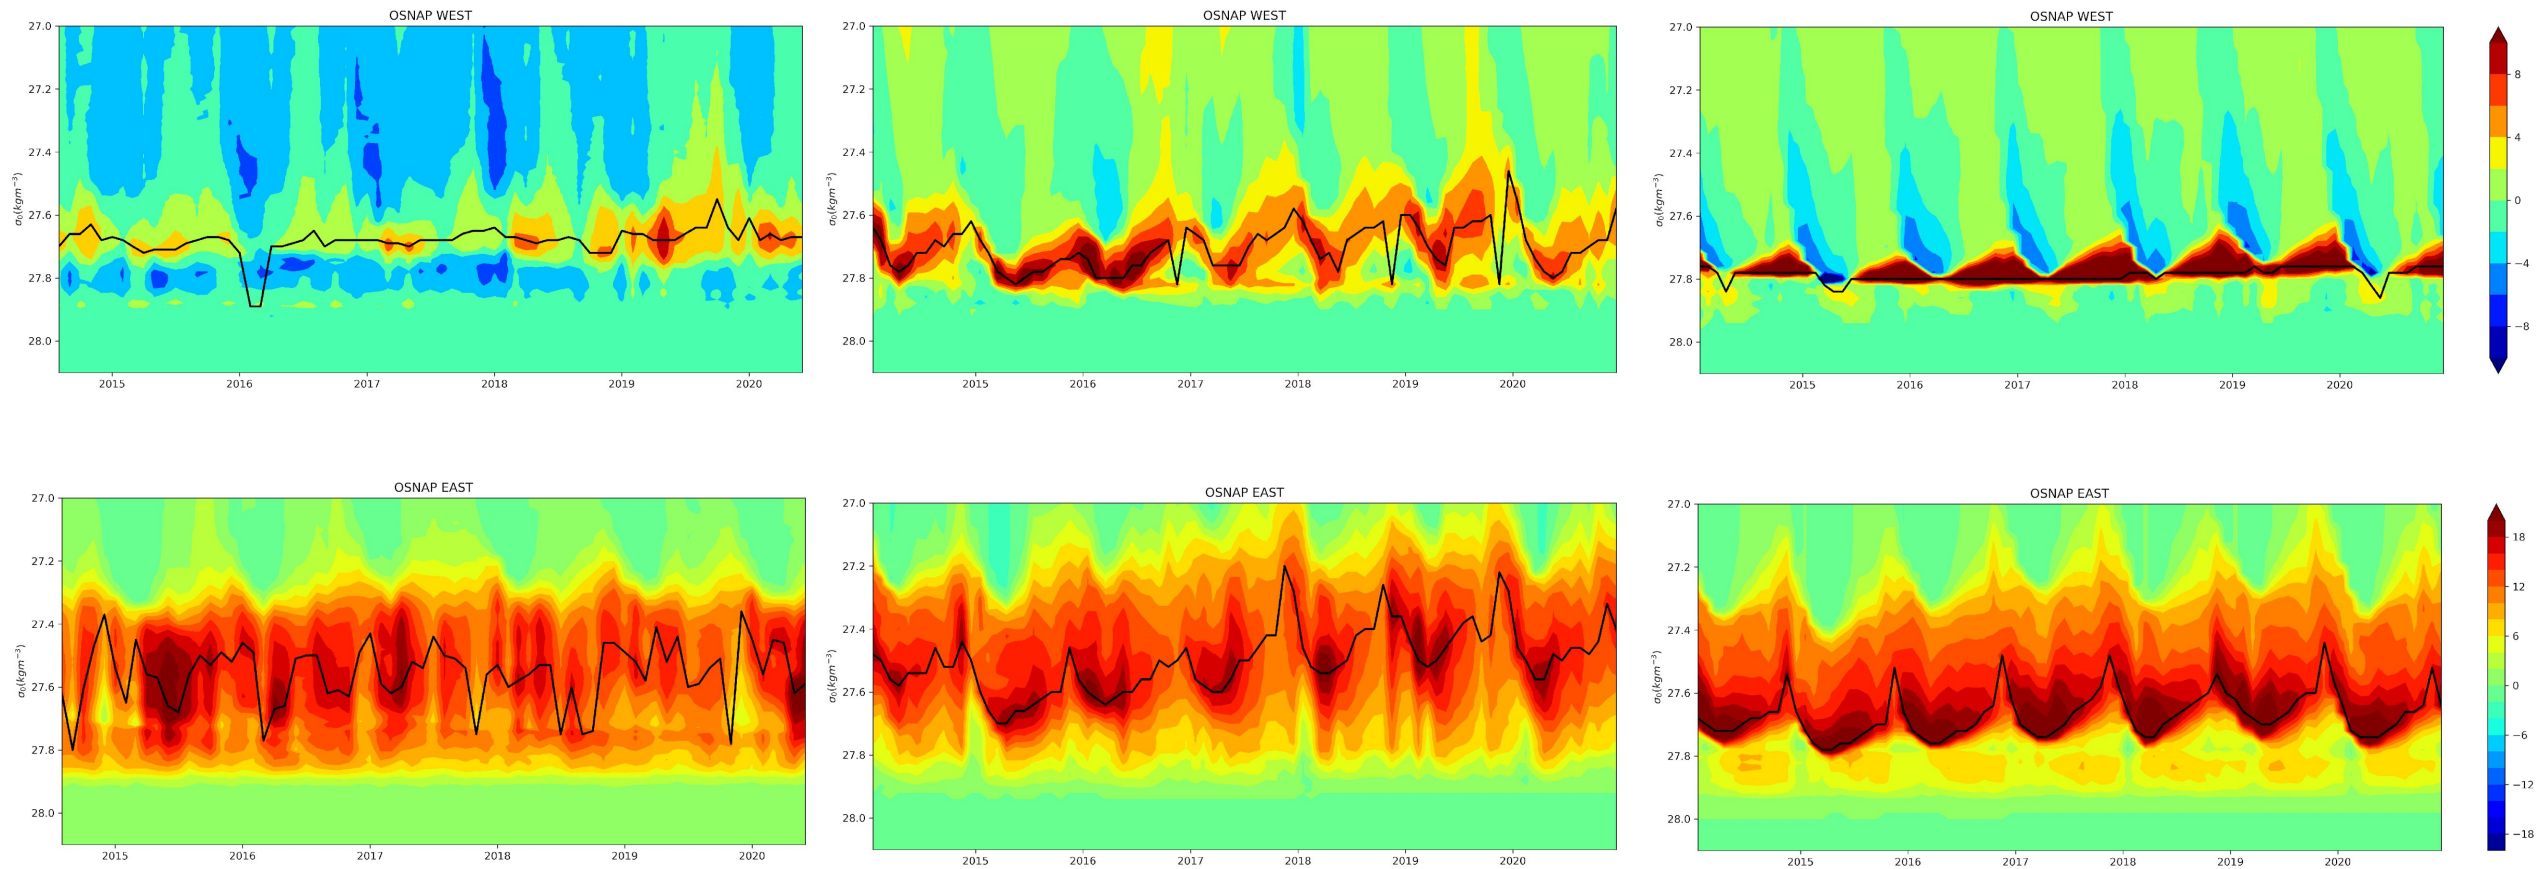 OSNAP WEST OSNAP WEST OSNAP WEST
27.0 27.0 27.0
27.2 27.2 27.2 8
27.4 27.4 27.4 4
σ₀(kgm⁻³) σ₀(kgm⁻³) σ₀(kgm⁻³)
27.6 27.6 27.6 0
27.8 27.8 27.8 −4
28.0 28.0 28.0 −8
2015 2016 2017 2018 2019 2020 2015 2016 2017 2018 2019 2020 2015 2016 2017 2018 2019 2020
OSNAP EAST OSNAP EAST OSNAP EAST
27.0 27.0 27.0 18
27.2 27.2 27.2 12
27.4 27.4 27.4 6
σ₀(kgm⁻³) σ₀(kgm⁻³) σ₀(kgm⁻³)
27.6 27.6 27.6 0
27.8 27.8 27.8 −6
28.0 28.0 28.0 −12
−18
2015 2016 2017 2018 2019 2020 2015 2016 2017 2018 2019 2020 2015 2016 2017 2018 2019 2020